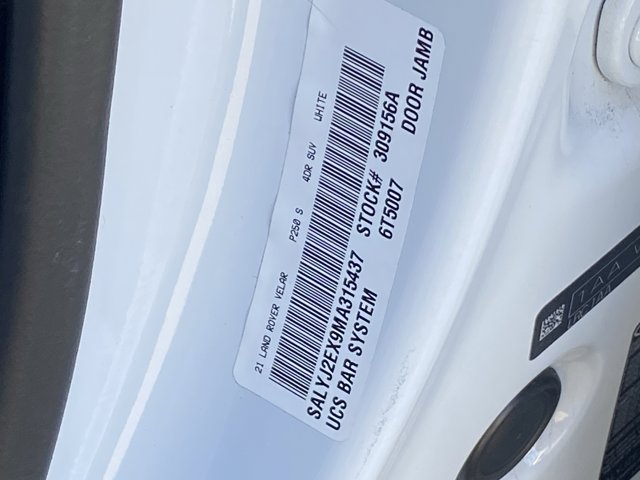 21 LAND ROVER VELAR P250 S 4DR SUV WHITE
SALYJ2EX9MA315437 STOCK# 309156A
UCS BAR SYSTEM 6T5007 DOOR JAMB